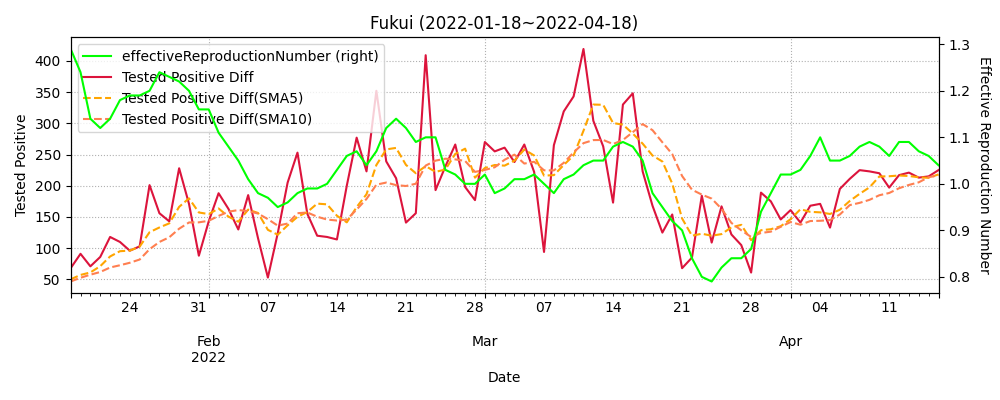 Fukui (2022-01-18~2022-04-18)
effectiveReproductionNumber (right)
Tested Positive Diff
Tested Positive Diff(SMA5)
Tested Positive Diff(SMA10)
Tested Positive
400
350
300
250
200
150
100
50
1.3
1.2
1.1
1.0
0.9
0.8
Effective Reproduction Number
24 31 07 14 21 28 07 14 21 28 04 11
Feb Mar Apr
2022
Date